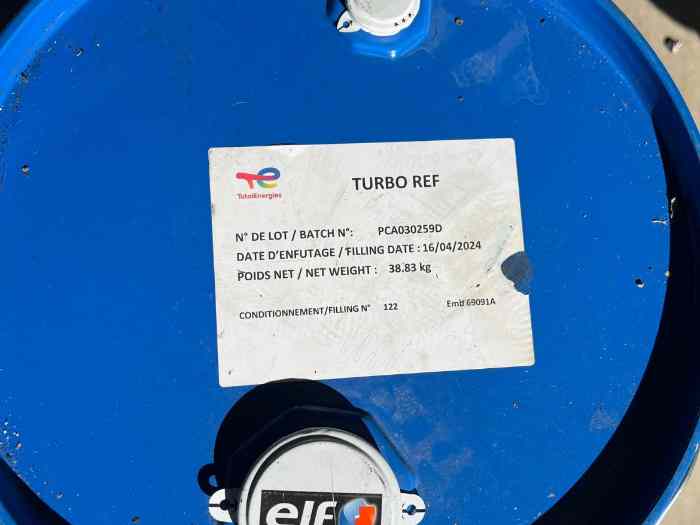 TotalEnergies
TURBO REF
N° DE LOT / BATCH N°: PCA030259D
DATE D'ENFUTAGE / FILLING DATE : 16/04/2024
POIDS NET / NET WEIGHT : 38.83 kg
CONDITIONNEMENT/FILLING N° 122 Emb 69091A
elf